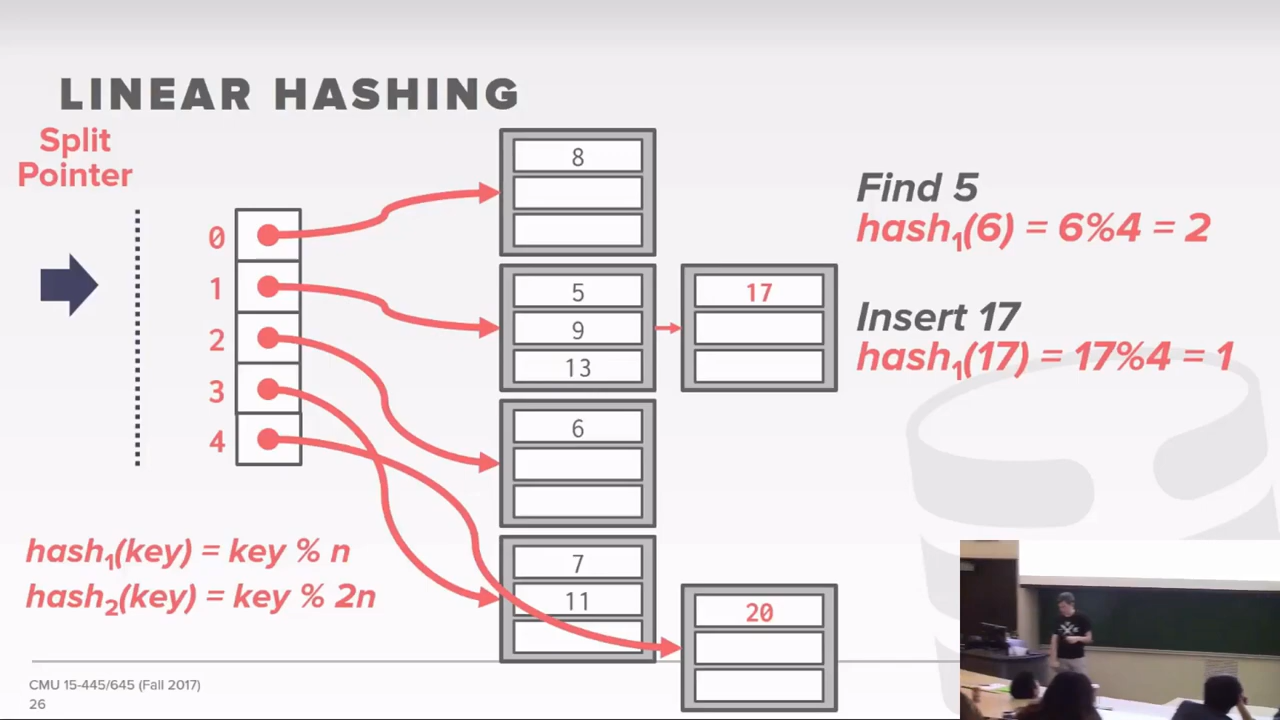 LINEAR HASHING
Split
Pointer
0
1
2
3
4
8
5
9
13
17
6
7
11
20
Find 5
hash₁(6) = 6%4 = 2
Insert 17
hash₁(17) = 17%4 = 1
hash₁(key) = key % n
hash₂(key) = key % 2n
CMU 15-445/645 (Fall 2017)
26